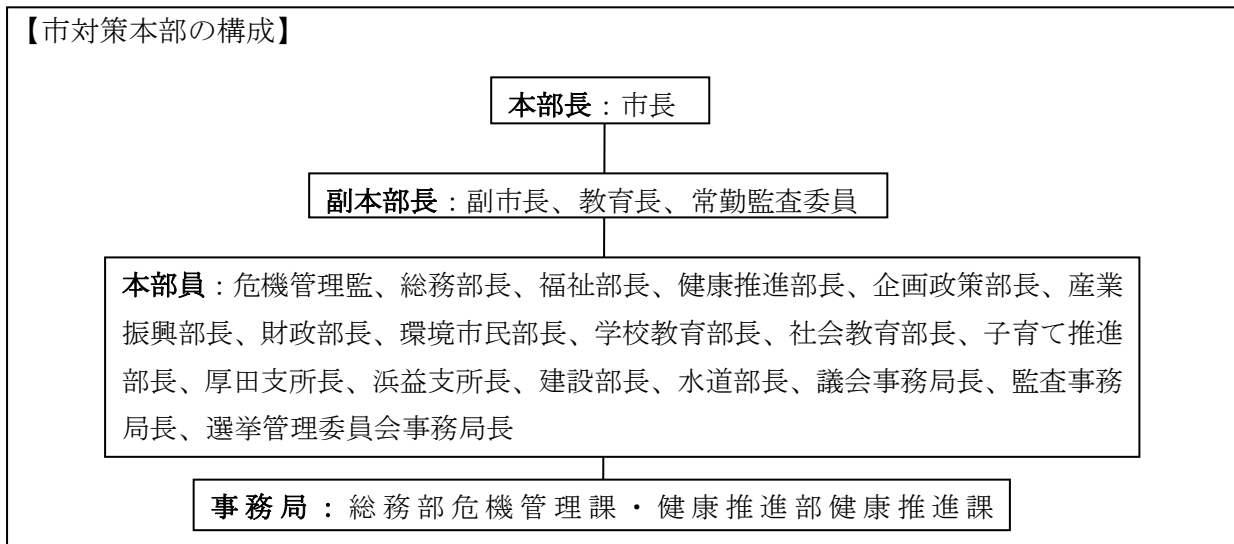 【市対策本部の構成】
本部長：市長
副本部長：副市長、教育長、常勤監査委員
本部員：危機管理監、総務部長、福祉部長、健康推進部長、企画政策部長、産業
振興部長、財政部長、環境市民部長、学校教育部長、社会教育部長、子育て推進
部長、厚田支所長、浜益支所長、建設部長、水道部長、議会事務局長、監査事務
局長、選挙管理委員会事務局長
事務局：総務部危機管理課・健康推進部健康推進課